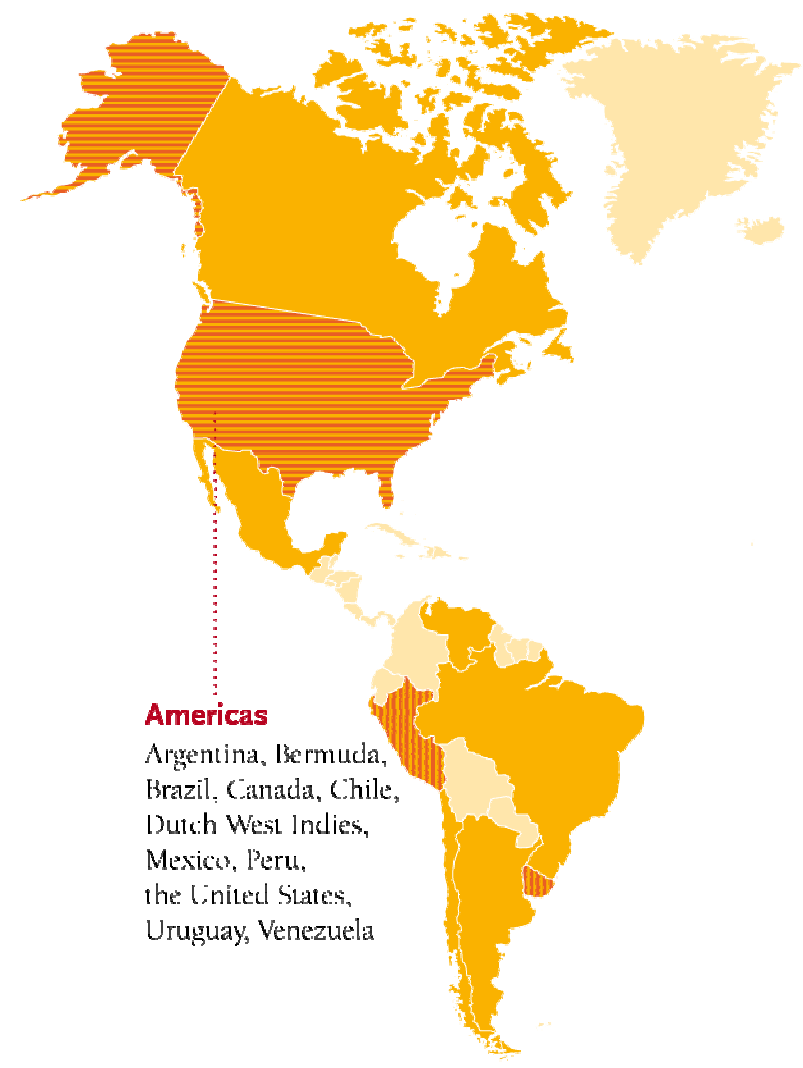 Americas
Argentina, Bermuda,
Brazil, Canada, Chile,
Dutch West Indies,
Mexico, Peru,
the United States,
Uruguay, Venezuela